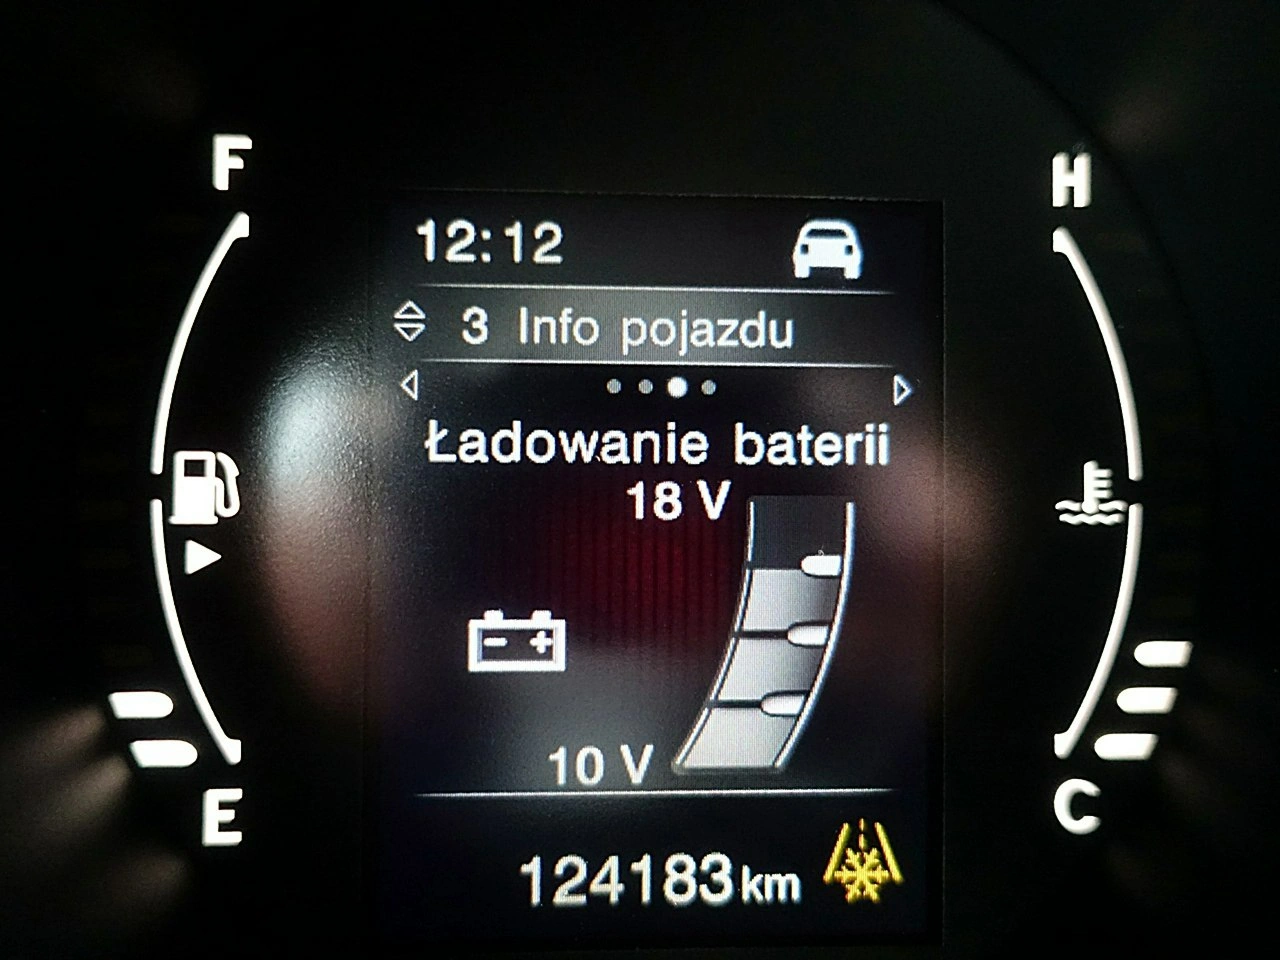 F
H
12:12
3 Info pojazdu
Ładowanie baterii
18 V
10 V
E
C
124183 km